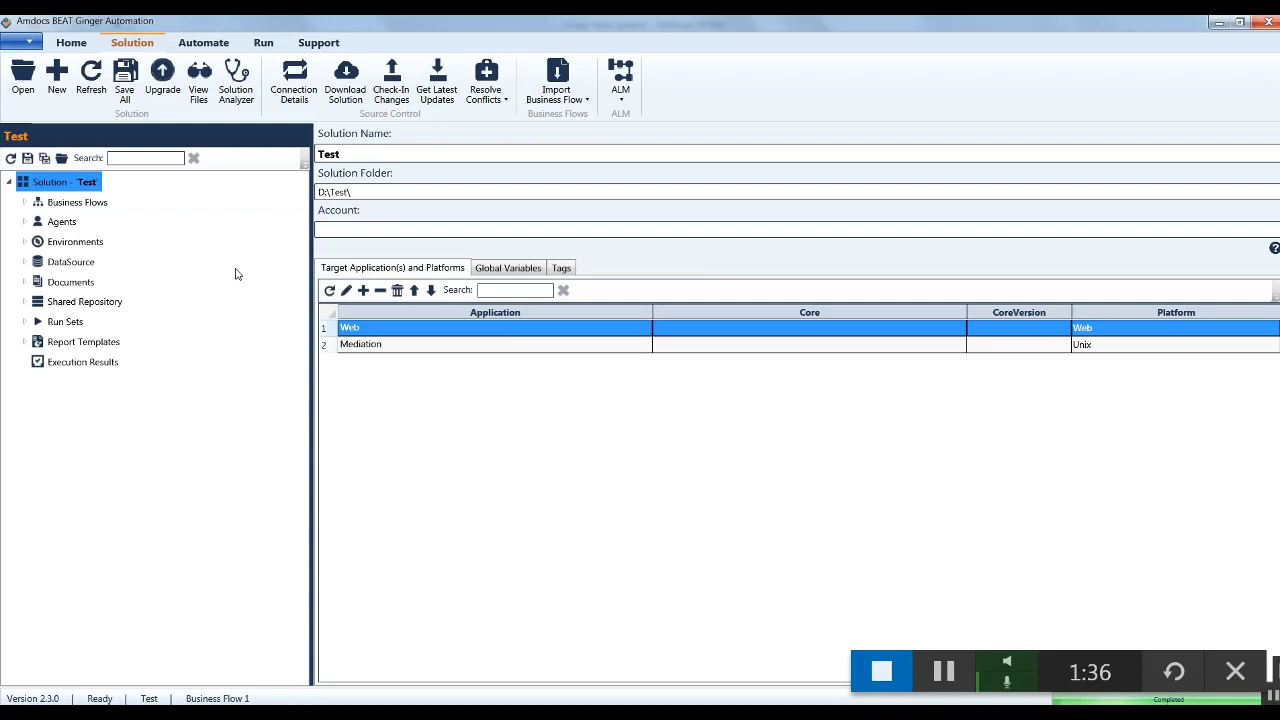 Amdocs BEAT Ginger Automation
Home Solution Automate Run Support
Open New Refresh Save All Upgrade View Files Solution Analyzer Connection Details Download Solution Check-In Changes Get Latest Updates Resolve Conflicts Import Business Flow ALM
Solution Source Control Business Flows ALM
Test
Search:
Solution - 'Test'
Business Flows
Agents
Environments
DataSource
Documents
Shared Repository
Run Sets
Report Templates
Execution Results
Solution Name:
Test
Solution Folder:
D:\Test\
Account:
Target Application(s) and Platforms Global Variables Tags
Search:
Application Core CoreVersion Platform
1 Web Web
2 Mediation Unix
1:36
Version 2.3.0 Ready Test Business Flow 1 Completed